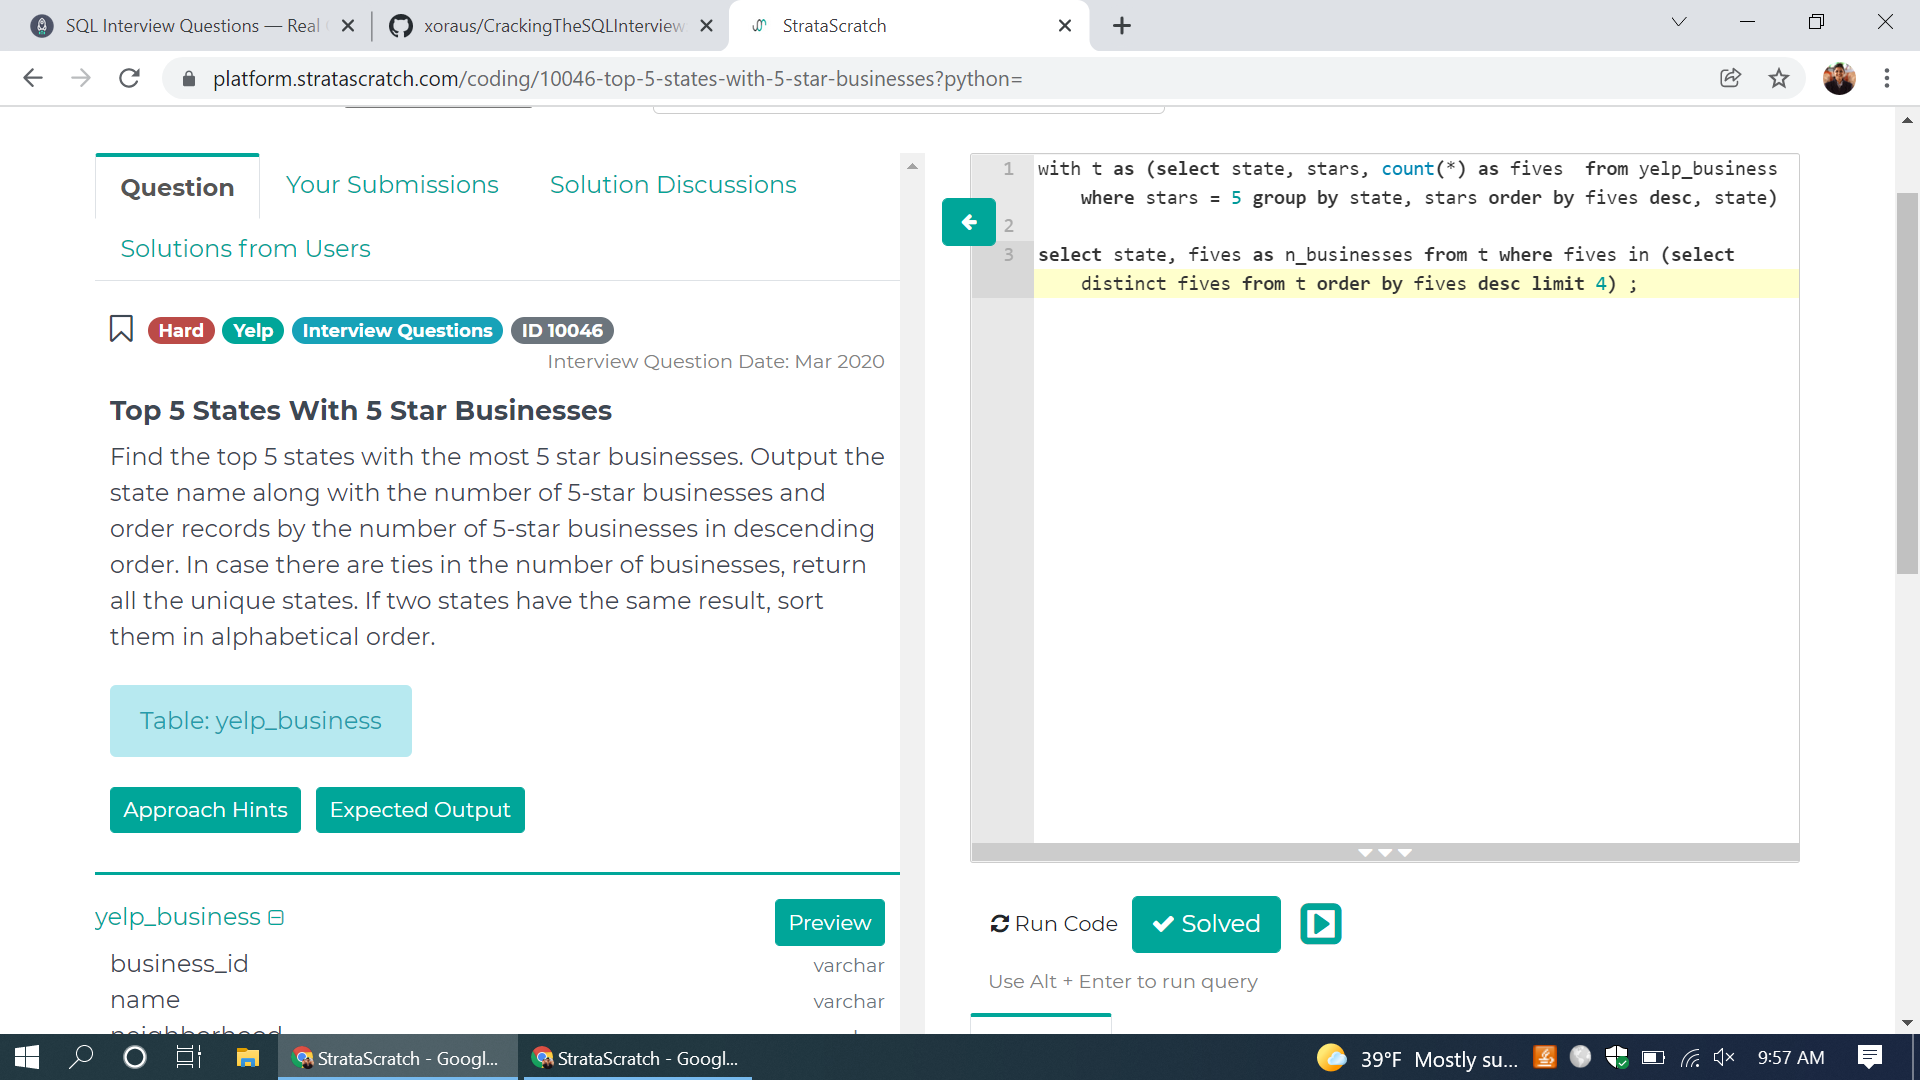 SQL Interview Questions — Real
xoraus/CrackingTheSQLInterview
StrataScratch
platform.stratascratch.com/coding/10046-top-5-states-with-5-star-businesses?python=
Question
Your Submissions
Solution Discussions
Solutions from Users
Hard
Yelp
Interview Questions
ID 10046
Interview Question Date: Mar 2020
Top 5 States With 5 Star Businesses
Find the top 5 states with the most 5 star businesses. Output the
state name along with the number of 5-star businesses and
order records by the number of 5-star businesses in descending
order. In case there are ties in the number of businesses, return
all the unique states. If two states have the same result, sort
them in alphabetical order.
Table: yelp_business
Approach Hints
Expected Output
yelp_business
Preview
business_id varchar
name varchar
1 with t as (select state, stars, count(*) as fives  from yelp_business
where stars = 5 group by state, stars order by fives desc, state)
2
3 select state, fives as n_businesses from t where fives in (select
distinct fives from t order by fives desc limit 4) ;
Run Code
Solved
Use Alt + Enter to run query
StrataScratch - Googl...
StrataScratch - Googl...
39°F Mostly su...
9:57 AM